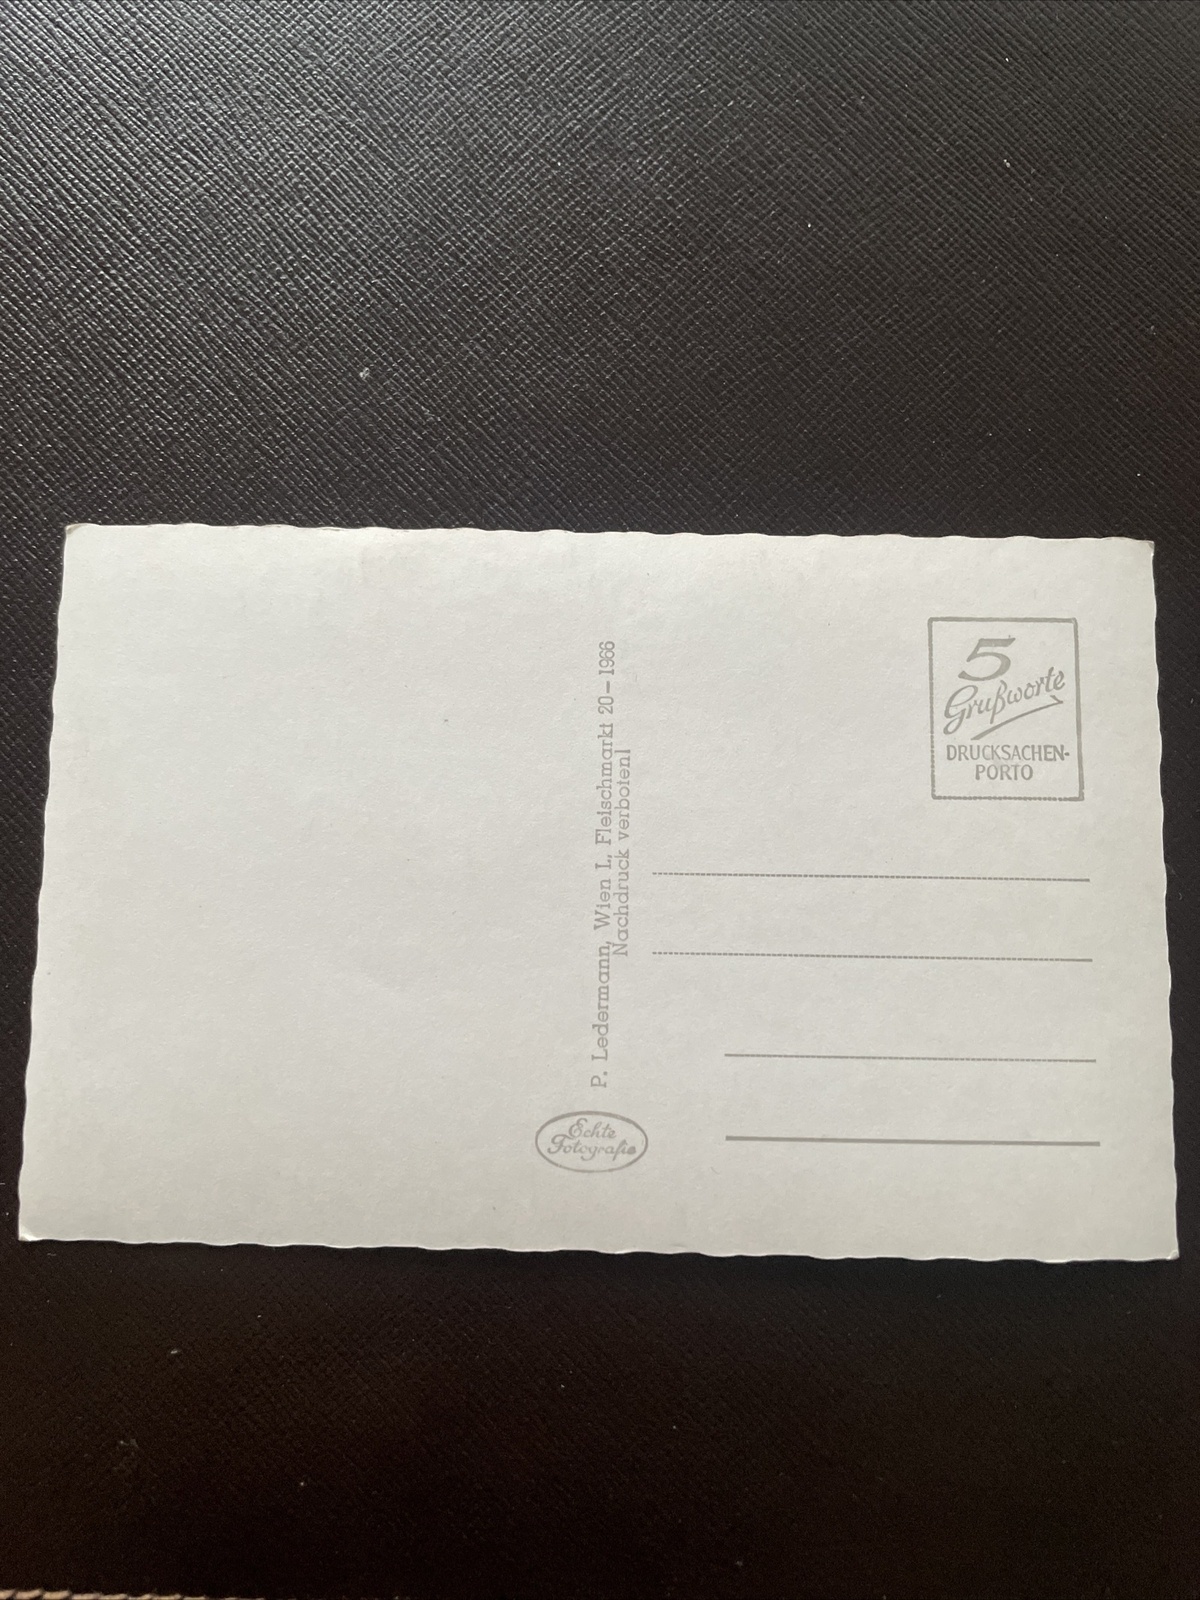 5
Grußworte
DRUCKSACHEN-
PORTO
P. Ledermann, Wien I., Fleischmarkt 20 – 1966
Nachdruck verboten!
Echte
Fotografie